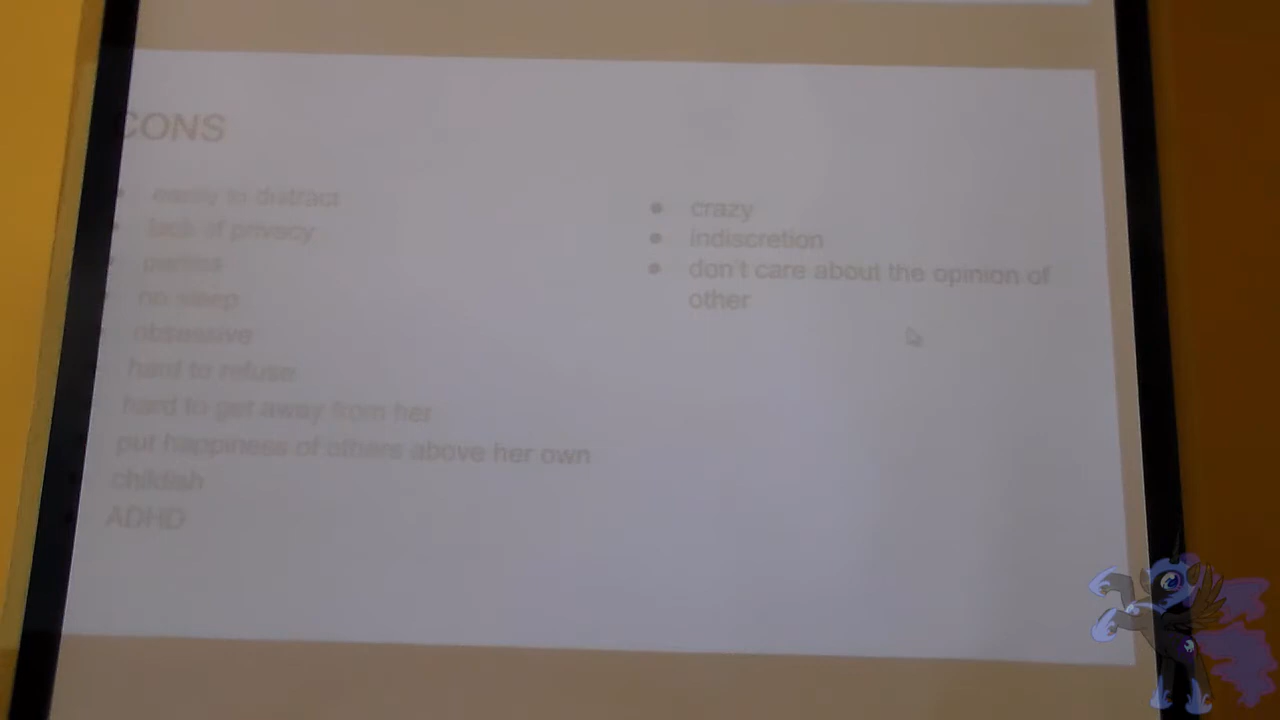 CONS
easily to distract
lack of privacy
parties
no sleep
obsessive
hard to refuse
hard to get away from her
put happiness of others above her own
childish
ADHD
crazy
indiscretion
don't care about the opinion of
other